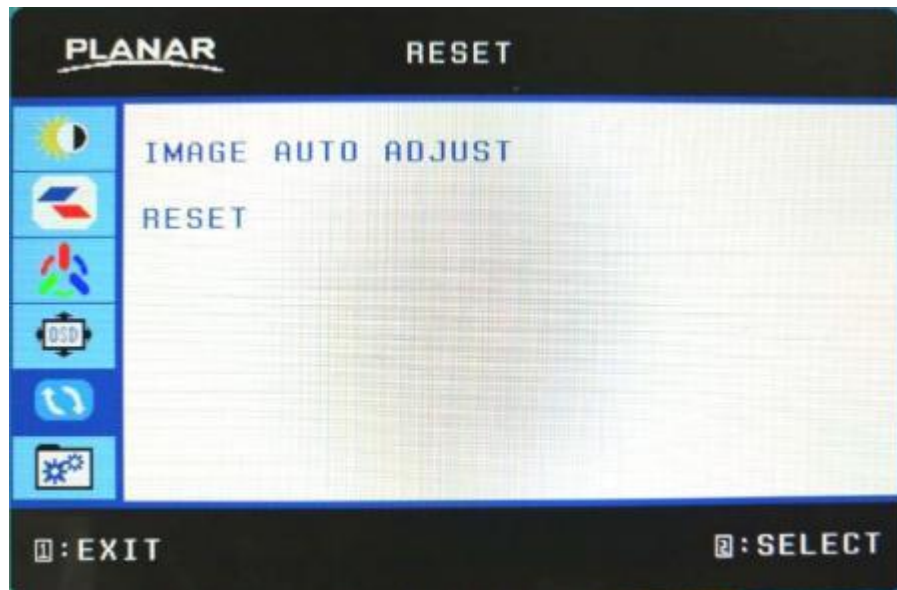 PLANAR
RESET
IMAGE AUTO ADJUST
RESET
OSD
1:EXIT
2:SELECT